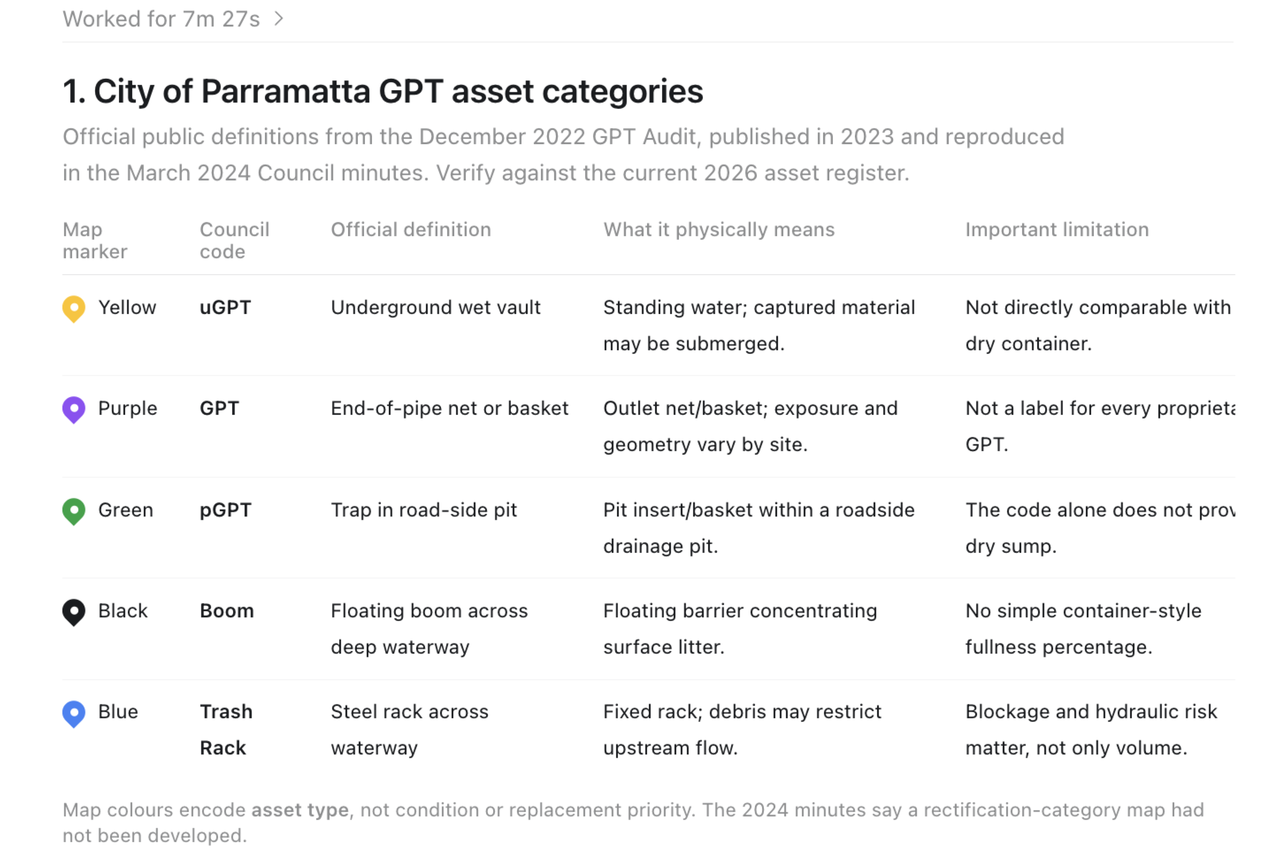 Worked for 7m 27s >
1. City of Parramatta GPT asset categories
Official public definitions from the December 2022 GPT Audit, published in 2023 and reproduced
in the March 2024 Council minutes. Verify against the current 2026 asset register.
Map marker Council code Official definition What it physically means Important limitation
Yellow uGPT Underground wet vault Standing water; captured material Not directly comparable with
may be submerged. dry container.
Purple GPT End-of-pipe net or basket Outlet net/basket; exposure and Not a label for every
geometry vary by site. GPT.
Green pGPT Trap in road-side pit Pit insert/basket within a roadside The code alone does not
drainage pit. dry sump.
Black Boom Floating boom across Floating barrier concentrating No simple container-style
deep waterway surface litter. fullness percentage.
Blue Trash Steel rack across Fixed rack; debris may restrict Blockage and hydraulic risk
Rack waterway upstream flow. matter, not only volume.
Map colours encode asset type, not condition or replacement priority. The 2024 minutes say a rectification-category map had
not been developed.